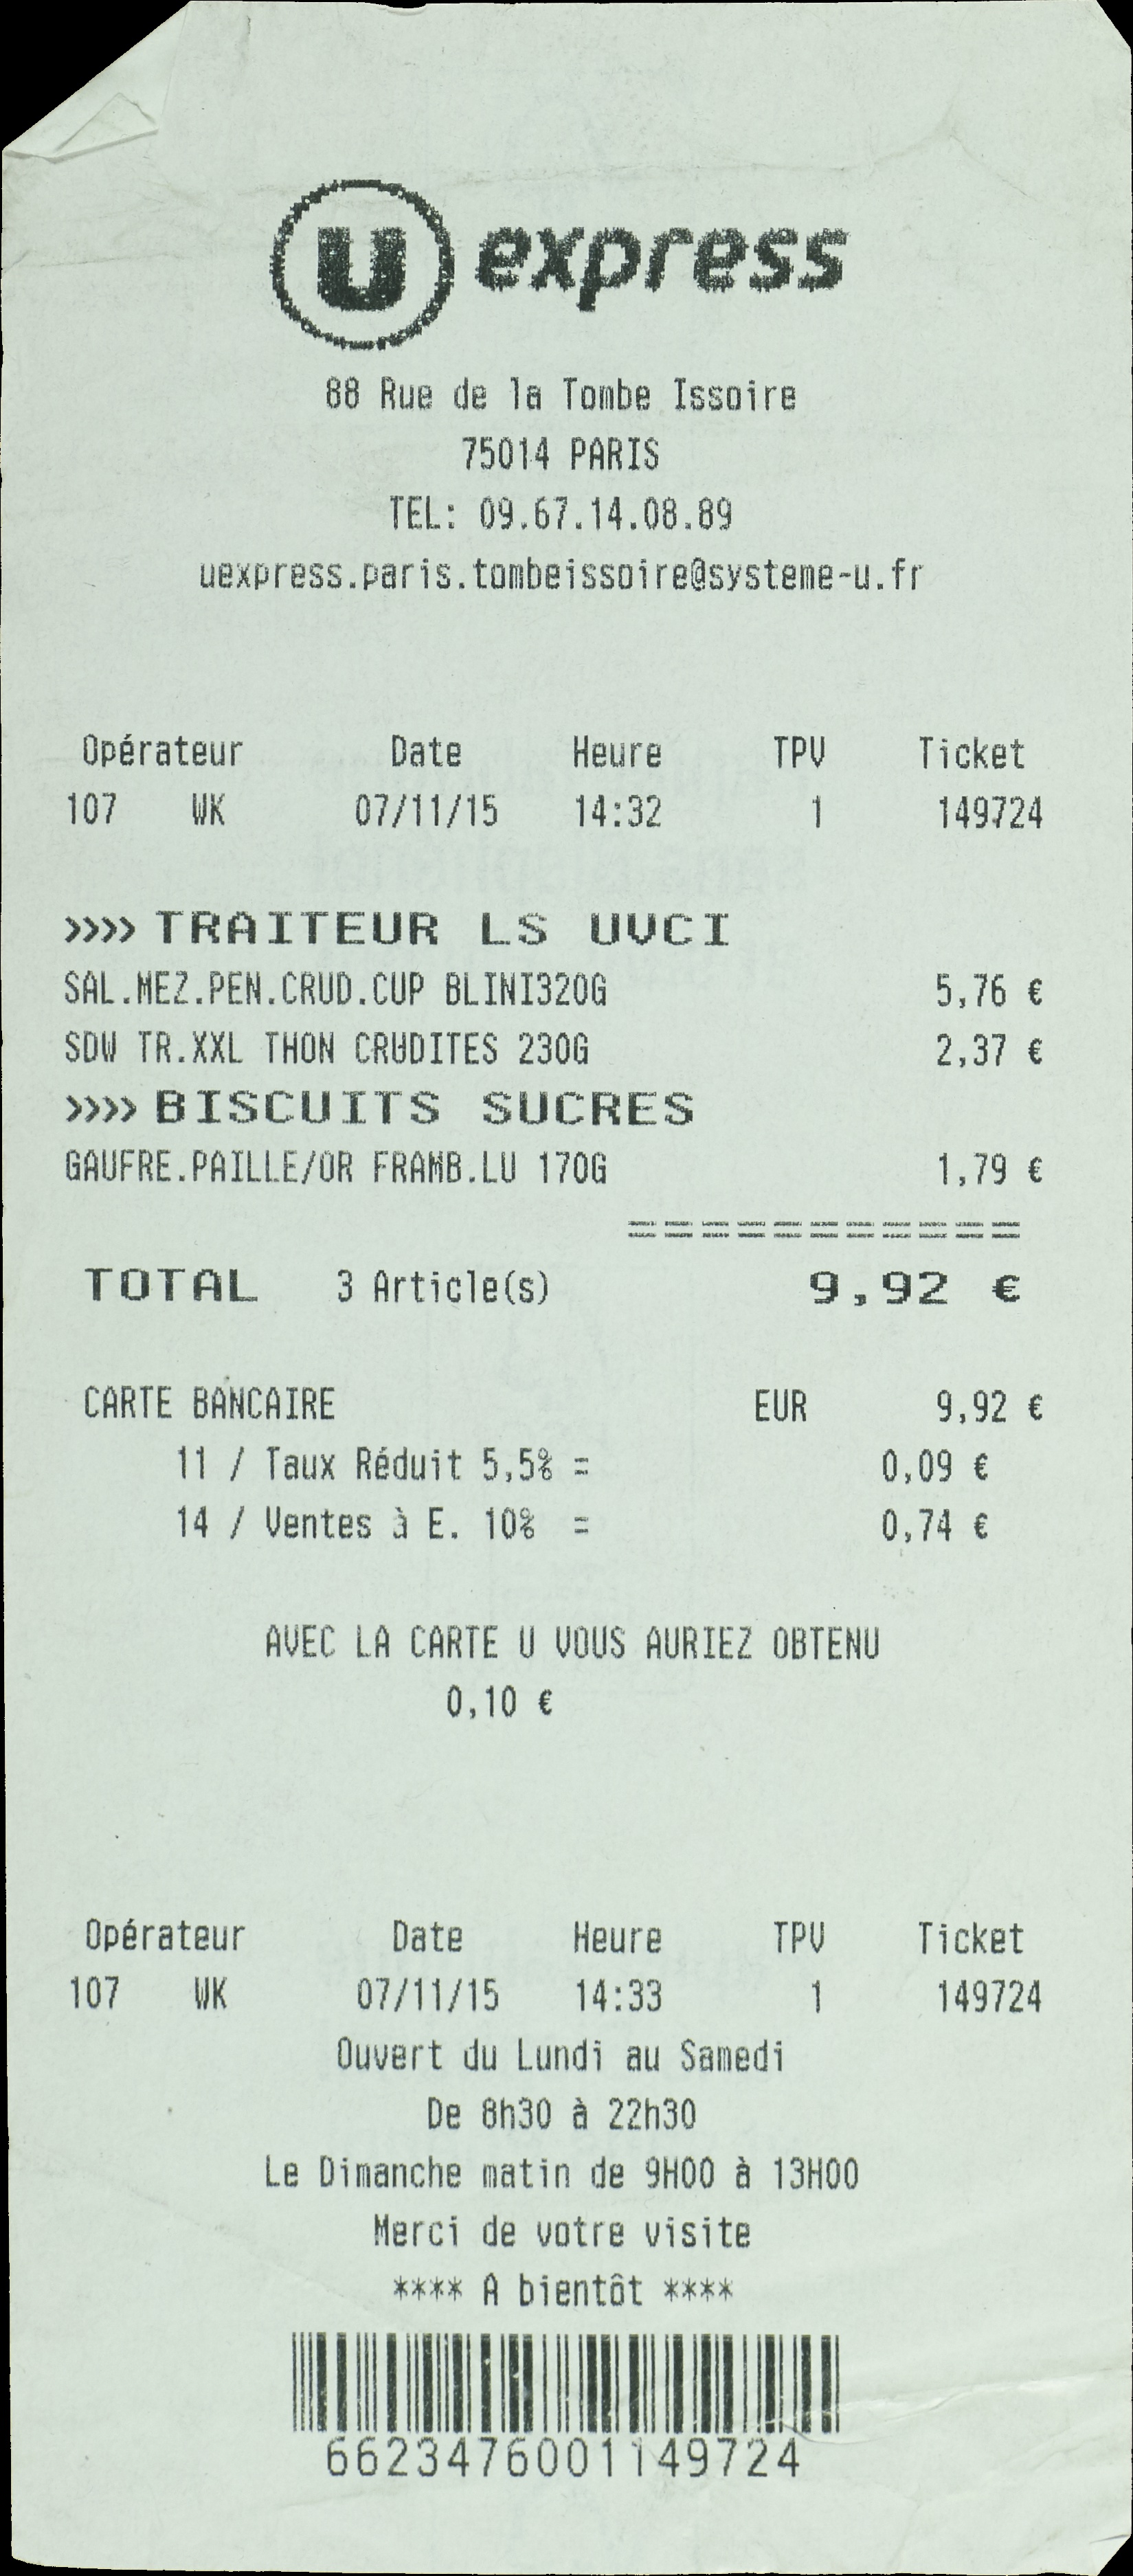 U express
88 Rue de la Tombe Issoire
75014 PARIS
TEL: 09.67.14.08.89
uexpress.paris.tombeissoire@systeme-u.fr
Opérateur Date Heure TPV Ticket
107 WK 07/11/15 14:32 1 149724
>>>> TRAITEUR LS UVCI
SAL.MEZ.PEN.CRUD.CUP BLINI320G 5,76 €
SDW TR.XXL THON CRUDITES 230G 2,37 €
>>>> BISCUITS SUCRES
GAUFRE.PAILLE/OR FRAMB.LU 170G 1,79 €
===========
TOTAL 3 Article(s) 9,92 €
CARTE BANCAIRE EUR 9,92 €
11 / Taux Réduit 5,5% = 0,09 €
14 / Ventes à E. 10% = 0,74 €
AVEC LA CARTE U VOUS AURIEZ OBTENU
0,10 €
Opérateur Date Heure TPV Ticket
107 WK 07/11/15 14:33 1 149724
Ouvert du Lundi au Samedi
De 8h30 à 22h30
Le Dimanche matin de 9H00 à 13H00
Merci de votre visite
**** A bientôt ****
6623476001149724